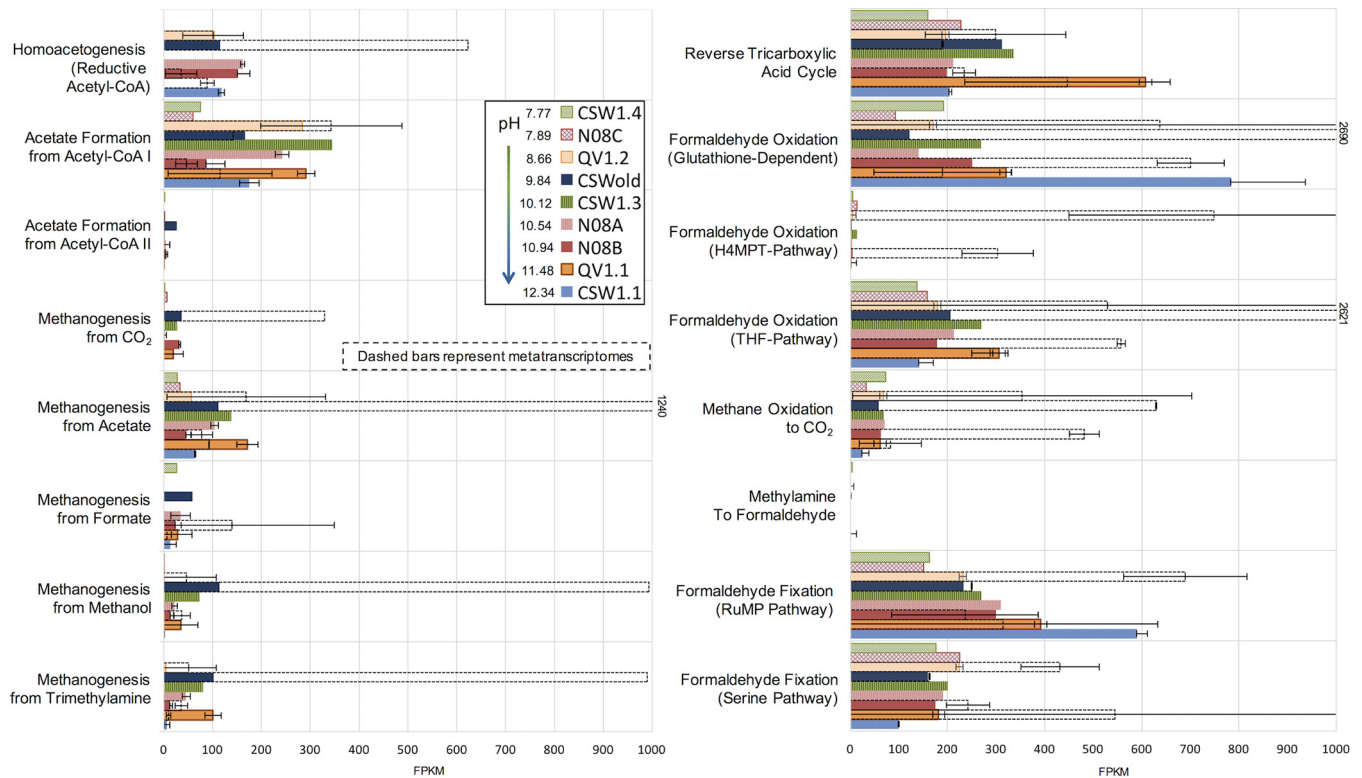 Homoacetogenesis
(Reductive
Acetyl-CoA)
Acetate Formation
from Acetyl-CoA I
Acetate Formation
from Acetyl-CoA II
Methanogenesis
from CO2
Methanogenesis
from Acetate
Methanogenesis
from Formate
Methanogenesis
from Methanol
Methanogenesis
from Trimethylamine
1240
0 100 200 300 400 500 600 700 800 900 1000
FPKM
pH
7.77 CSW1.4
7.89 N08C
8.66 QV1.2
9.84 CSWold
10.12 CSW1.3
10.54 N08A
10.94 N08B
11.48 QV1.1
12.34 CSW1.1
Dashed bars represent metatranscriptomes
Reverse Tricarboxylic
Acid Cycle
Formaldehyde Oxidation
(Glutathione-Dependent)
Formaldehyde Oxidation
(H4MPT-Pathway)
Formaldehyde Oxidation
(THF-Pathway)
Methane Oxidation
to CO2
Methylamine
To Formaldehyde
Formaldehyde Fixation
(RuMP Pathway)
Formaldehyde Fixation
(Serine Pathway)
2690
2621
0 100 200 300 400 500 600 700 800 900 1000
FPKM